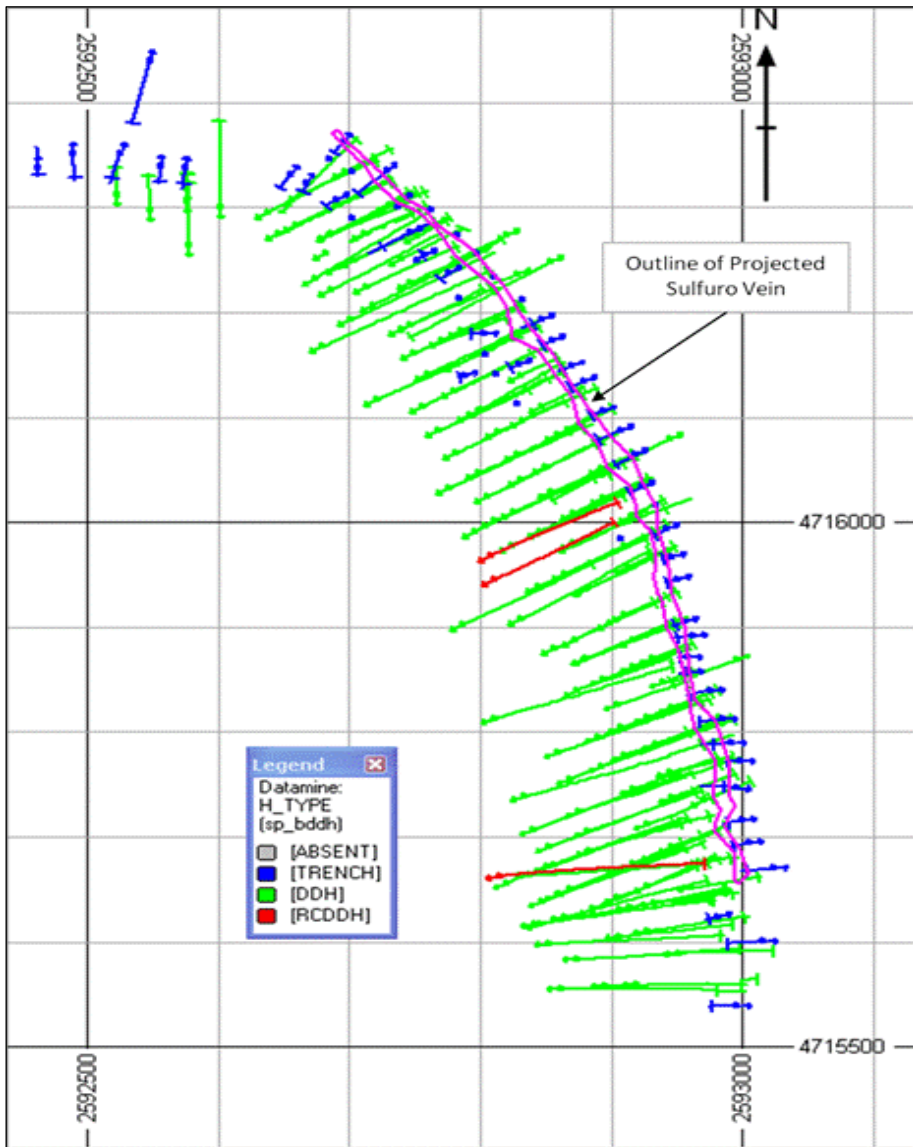 2592500
2593000
N
Outline of Projected
Sulfuro Vein
4716000
Legend
Datamine:
H_TYPE
(sp_bddh)
[ABSENT]
[TRENCH]
[DDH]
[RCDDH]
4715500
2592500
2593000